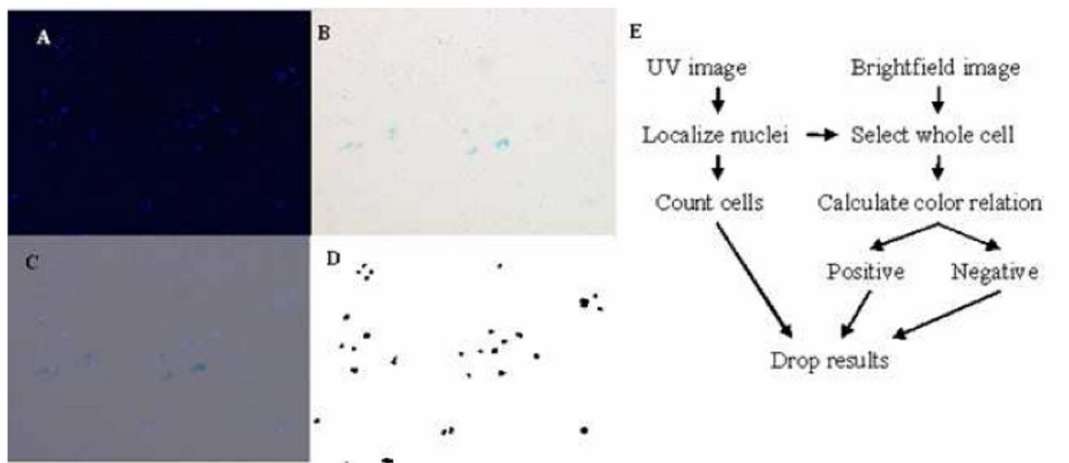 A
B
C
D
E
UV image
Brightfield image
Localize nuclei
Select whole cell
Count cells
Calculate color relation
Positive
Negative
Drop results